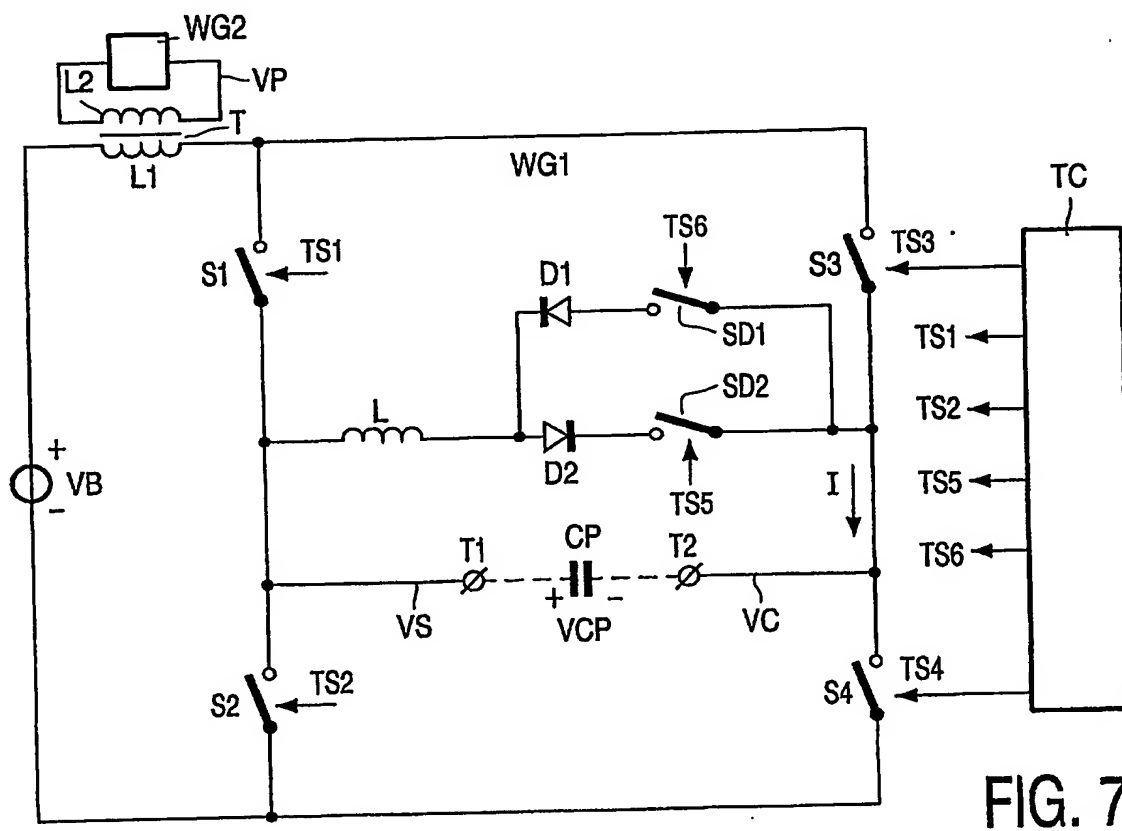 WG2
L2
VP
T
L1
WG1
TC
TS6
TS3
S1
TS1
D1
S3
SD1
TS1
SD2
TS2
L
+
VB
-
D2
TS5
I
TS5
T1
CP
T2
TS6
+
-
VS
VCP
VC
S2
TS2
S4
TS4
FIG. 7